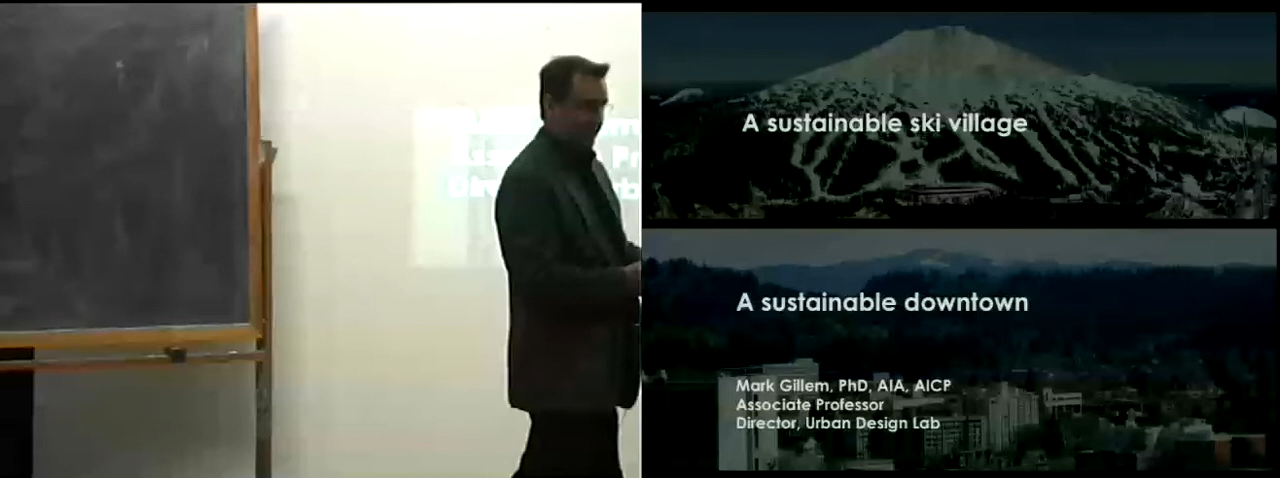 A sustainable ski village
A sustainable downtown
Mark Gillem, PhD, AIA, AICP
Associate Professor
Director, Urban Design Lab